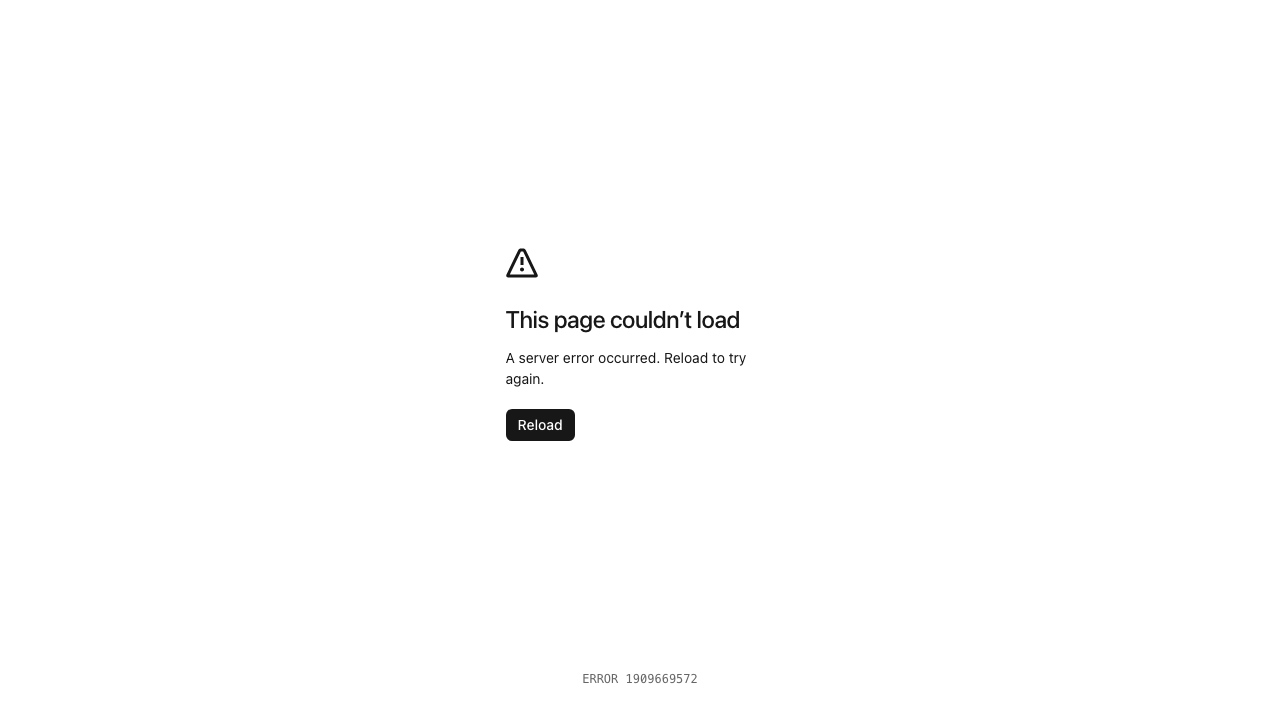 This page couldn’t load
A server error occurred. Reload to try
again.
Reload
ERROR 1909669572